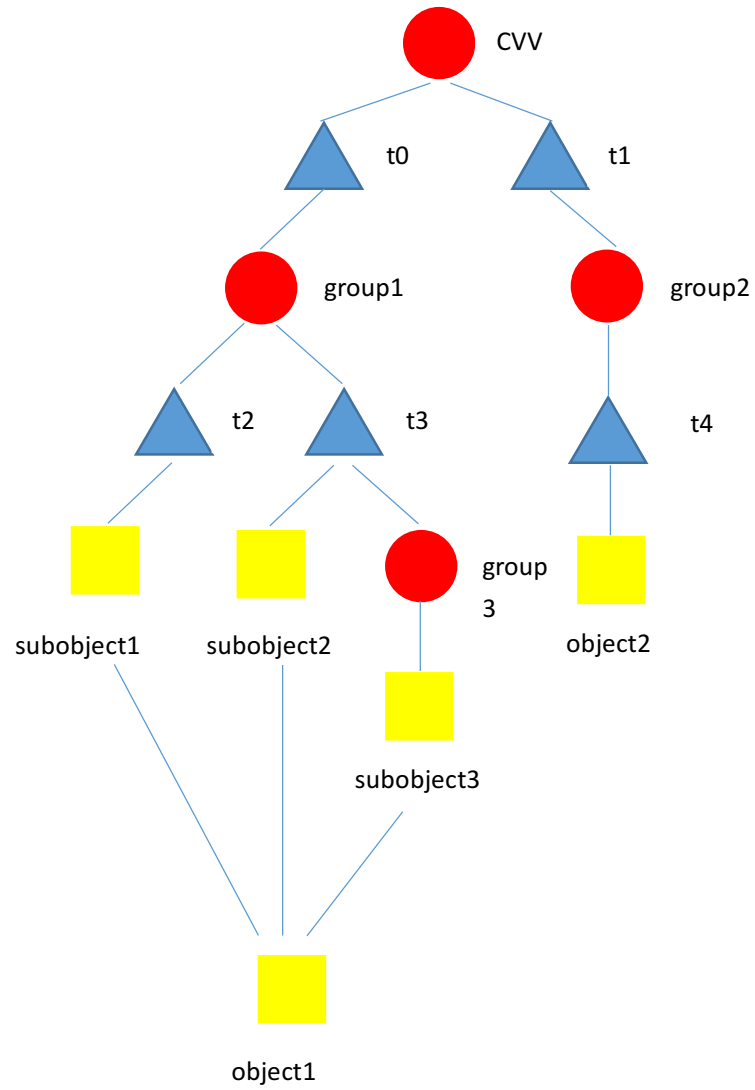 CVV
t0
t1
group1
group2
t2
t3
t4
group
3
subobject1
subobject2
object2
subobject3
object1